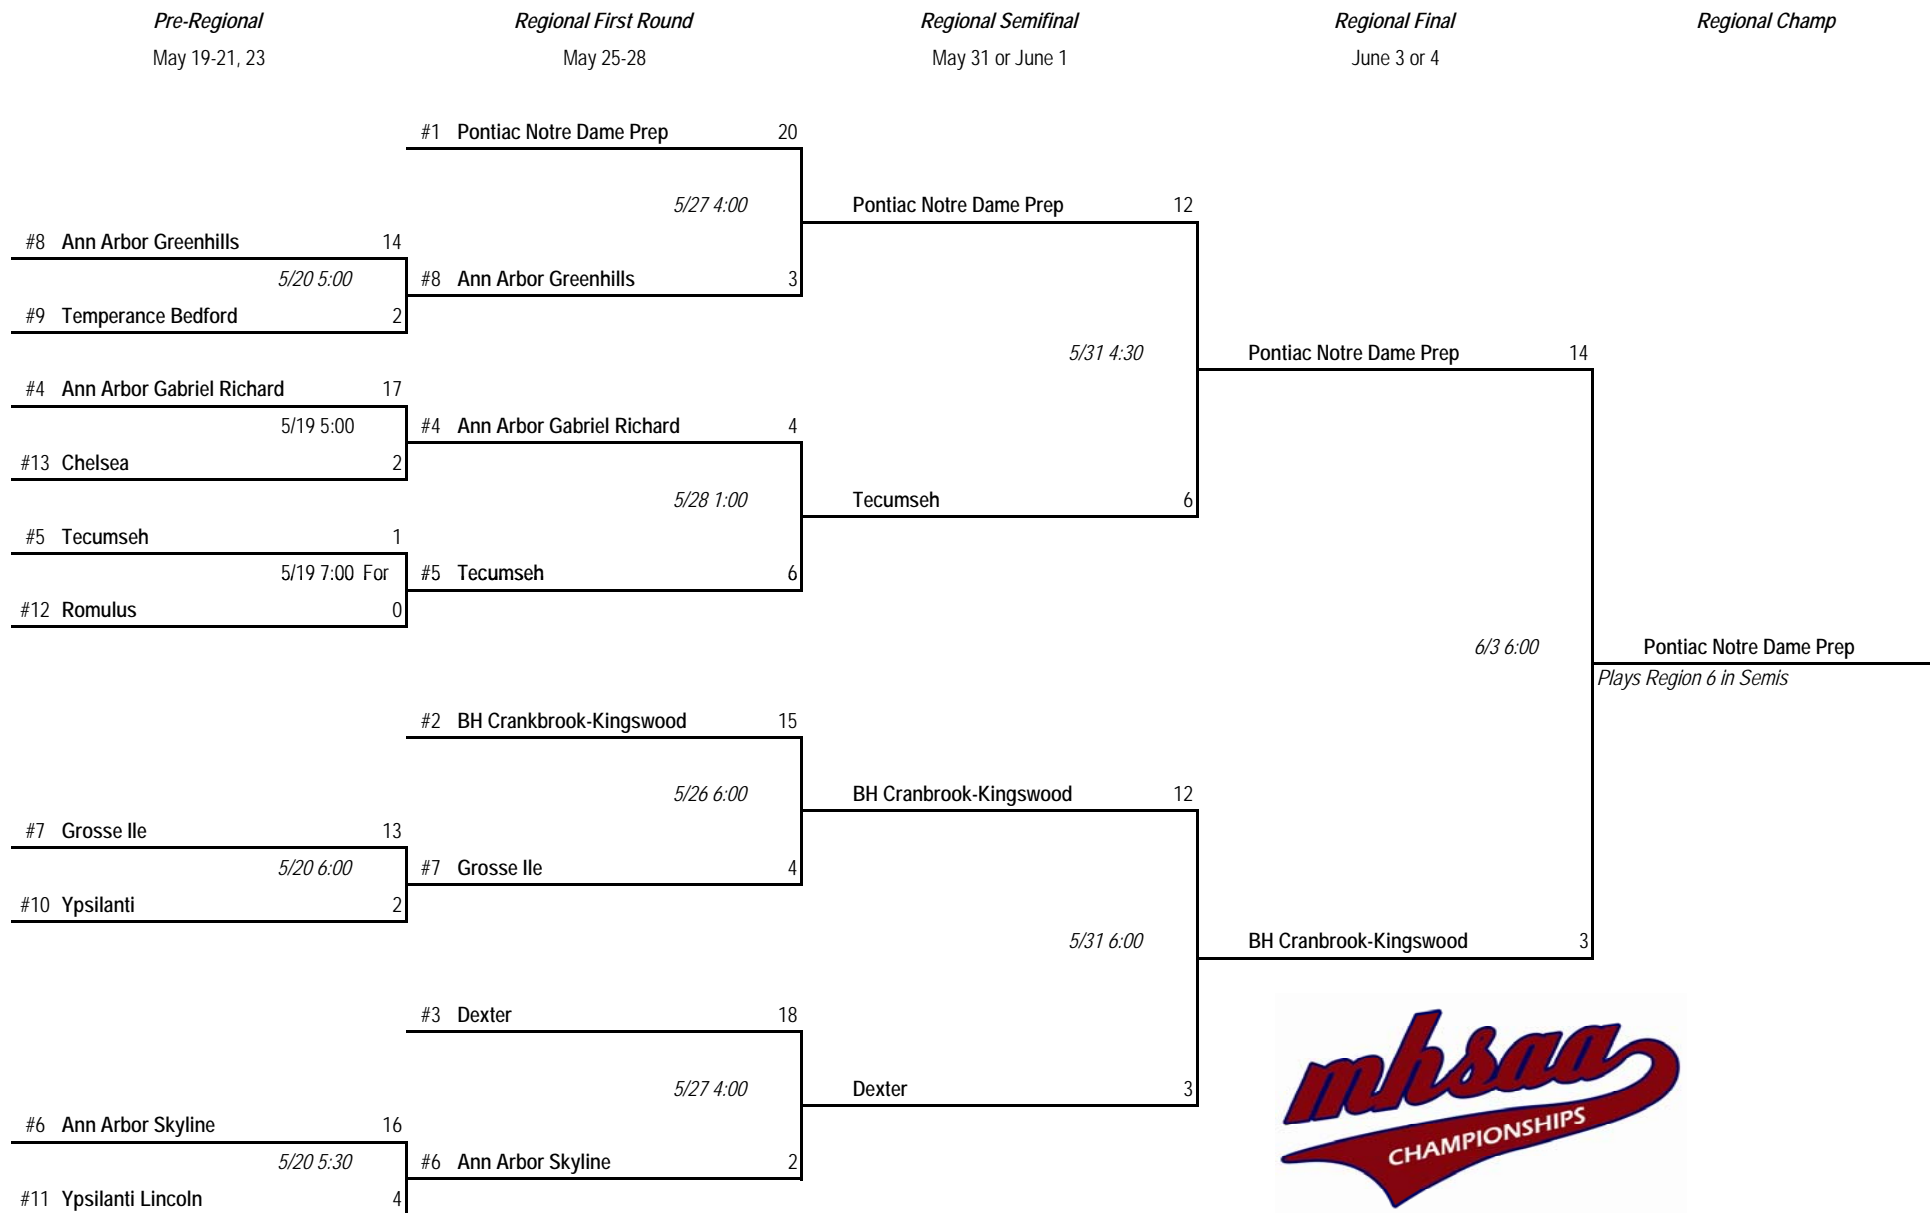 Pre-Regional Regional First Round Regional Semifinal Regional Final Regional Champ
May 19-21, 23 May 25-28 May 31 or June 1 June 3 or 4
#1 Pontiac Notre Dame Prep 20
5/27 4:00 Pontiac Notre Dame Prep 12
#8 Ann Arbor Greenhills 14
5/20 5:00 #8 Ann Arbor Greenhills 3
#9 Temperance Bedford 2
5/31 4:30 Pontiac Notre Dame Prep 14
#4 Ann Arbor Gabriel Richard 17
5/19 5:00 #4 Ann Arbor Gabriel Richard 4
#13 Chelsea 2
5/28 1:00 Tecumseh 6
#5 Tecumseh 1
5/19 7:00 For #5 Tecumseh 6
#12 Romulus 0
6/3 6:00 Pontiac Notre Dame Prep
Plays Region 6 in Semis
#2 BH Crankbrook-Kingswood 15
5/26 6:00 BH Cranbrook-Kingswood 12
#7 Grosse Ile 13
5/20 6:00 #7 Grosse Ile 4
#10 Ypsilanti 2
5/31 6:00 BH Cranbrook-Kingswood 3
#3 Dexter 18
5/27 4:00 Dexter 3
#6 Ann Arbor Skyline 16
5/20 5:30 #6 Ann Arbor Skyline 2
#11 Ypsilanti Lincoln 4
mhsaa
CHAMPIONSHIPS